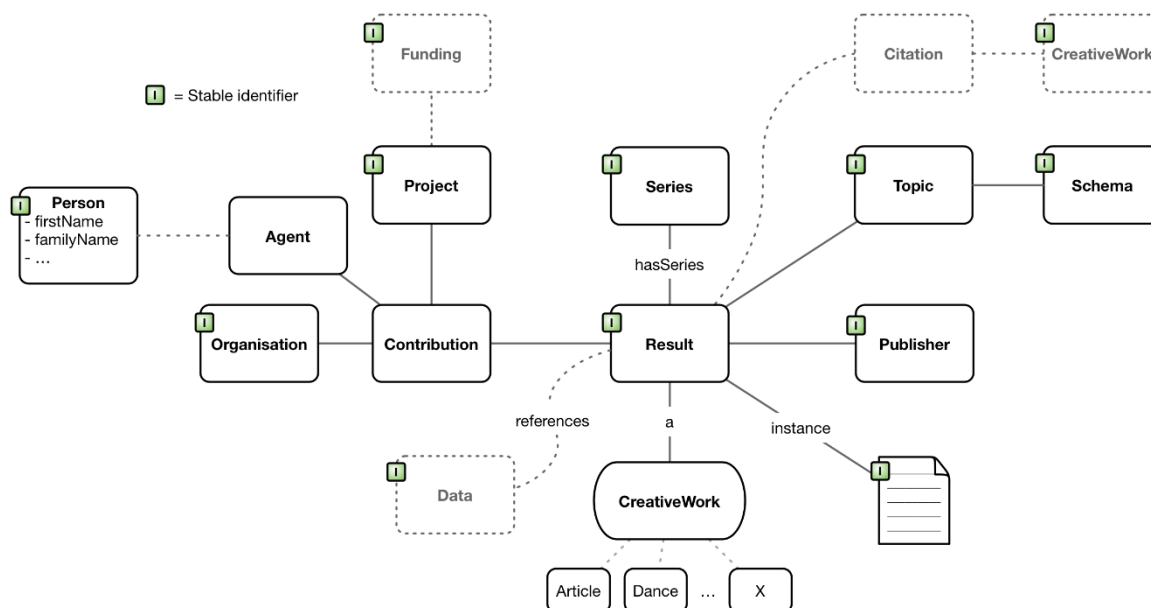 I
Funding
Citation
I
CreativeWork
I = Stable identifier
I
Project
I
Series
I
Topic
I
Schema
I
Person
- firstName
- familyName
- ...
Agent
hasSeries
I
Organisation
Contribution
I
Result
I
Publisher
references
a
instance
I
Data
CreativeWork
I
Article
Dance
...
X